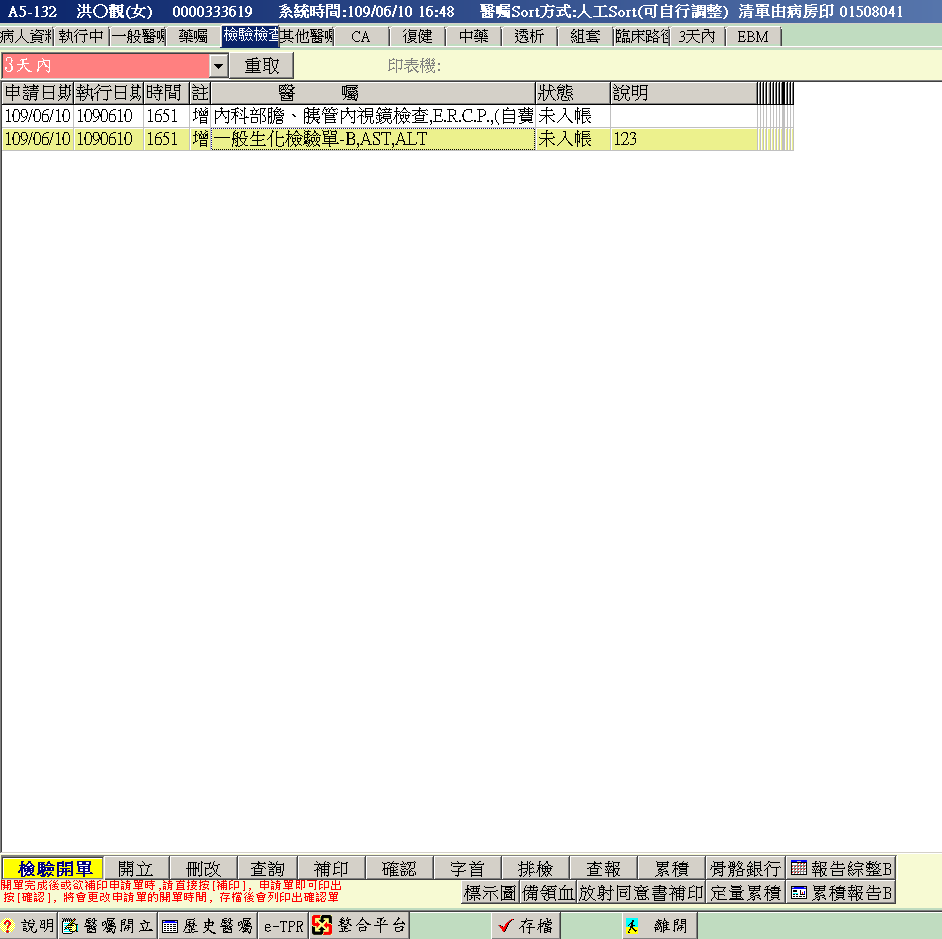 A5-132 洪〇觀(女) 0000333619 系統時間:109/06/10 16:48 醫囑Sort方式:人工Sort(可自行調整) 清單由病房印 01508041
病人資料 執行中 一般醫囑 藥囑 檢驗檢查 其他醫囑 CA 復健 中藥 透析 組套 臨床路徑 3天內 EBM
3天內 重取 印表機:
申請日期 執行日期 時間 註 醫 囑 狀態 說明
109/06/10 1090610 1651 增 內科部膽、胰管內視鏡檢查,E.R.C.P.,(自費 未入帳
109/06/10 1090610 1651 增 一般生化檢驗單-B,AST,ALT 未入帳 123
檢驗開單 開立 刪改 查詢 補印 確認 字首 排檢 查報 累積 骨骼銀行 報告綜整B
開單完成後或欲補印申請單時,請直接按[補印], 申請單即可印出
按[確認], 將會更改申請單的開單時間, 存檔後會列印出確認單
標示圖 備領血 放射同意書補印 定量累積 累積報告B
說明 醫囑開立 歷史醫囑 e-TPR 整合平台 存檔 離開